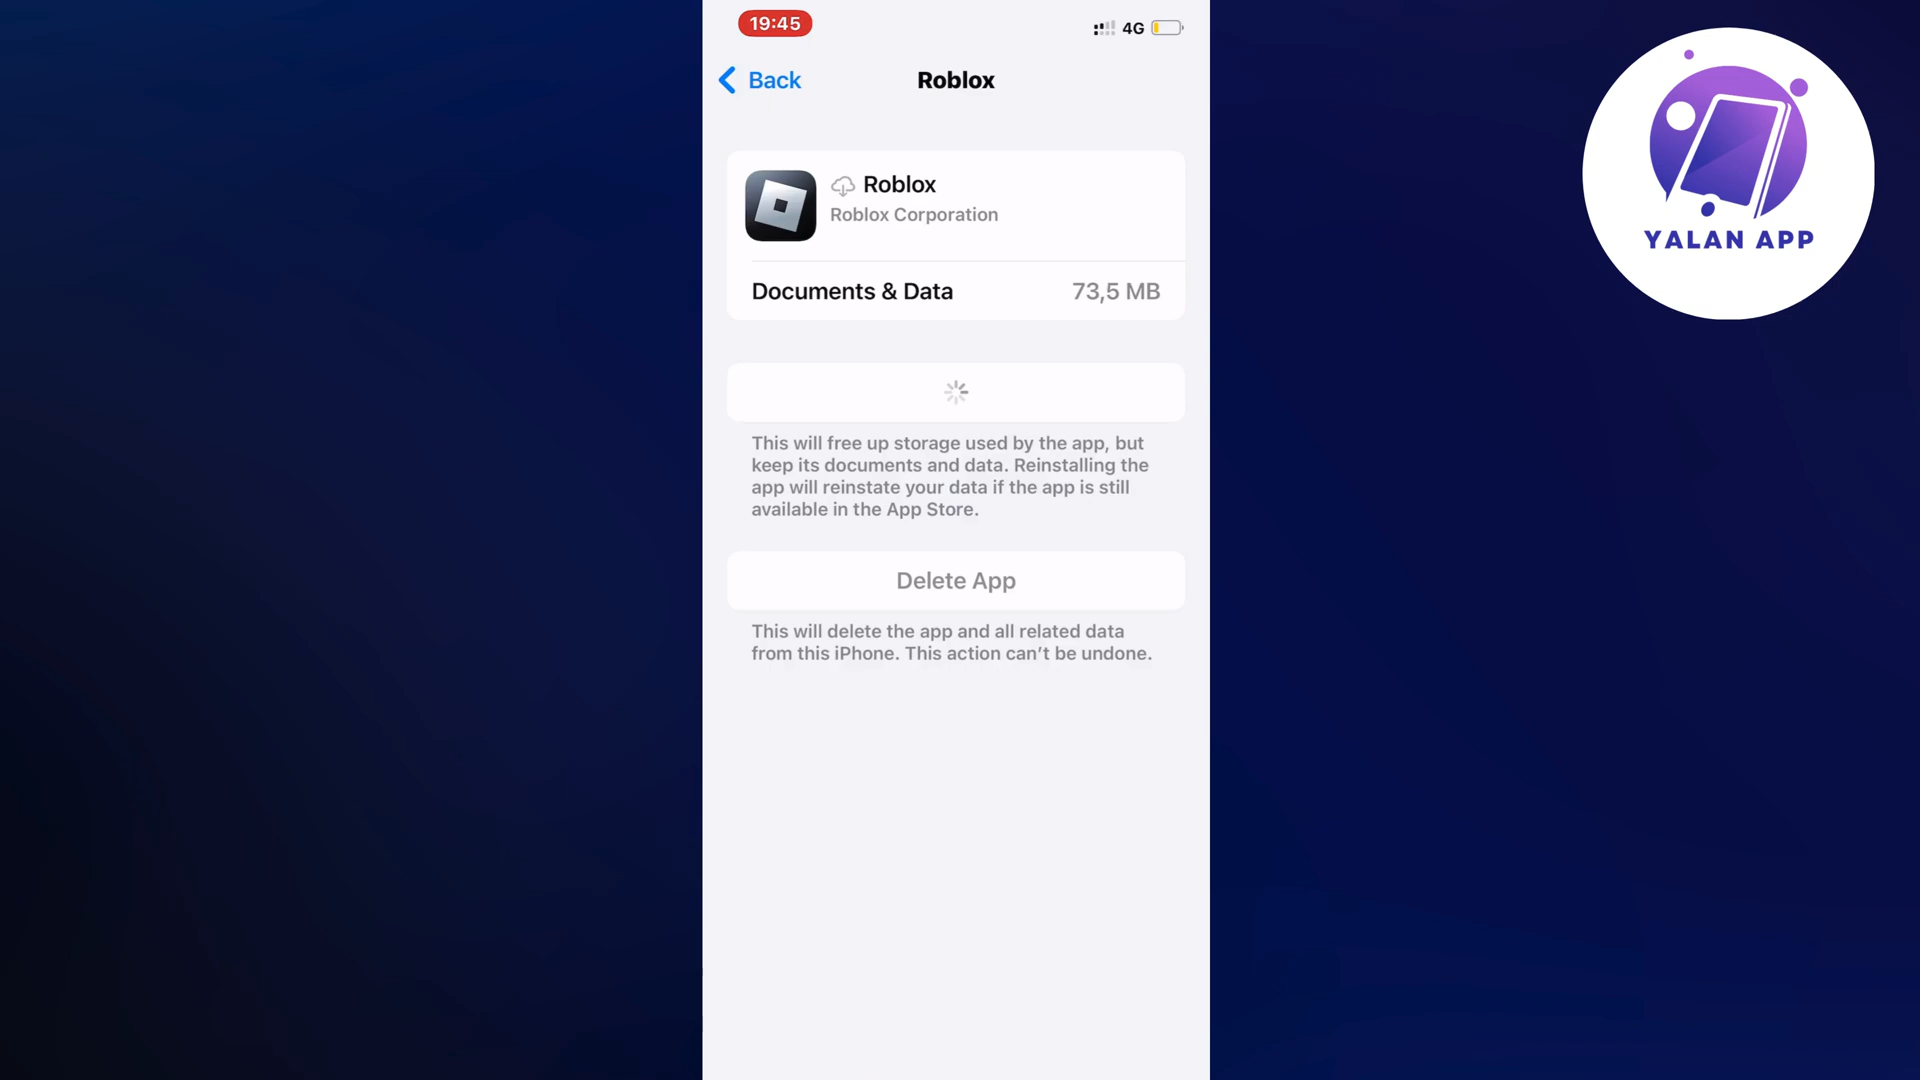 19:45
4G
Back
Roblox
Roblox
Roblox Corporation
Documents & Data
73,5 MB
This will free up storage used by the app, but
keep its documents and data. Reinstalling the
app will reinstate your data if the app is still
available in the App Store.
Delete App
This will delete the app and all related data
from this iPhone. This action can’t be undone.
YALAN APP